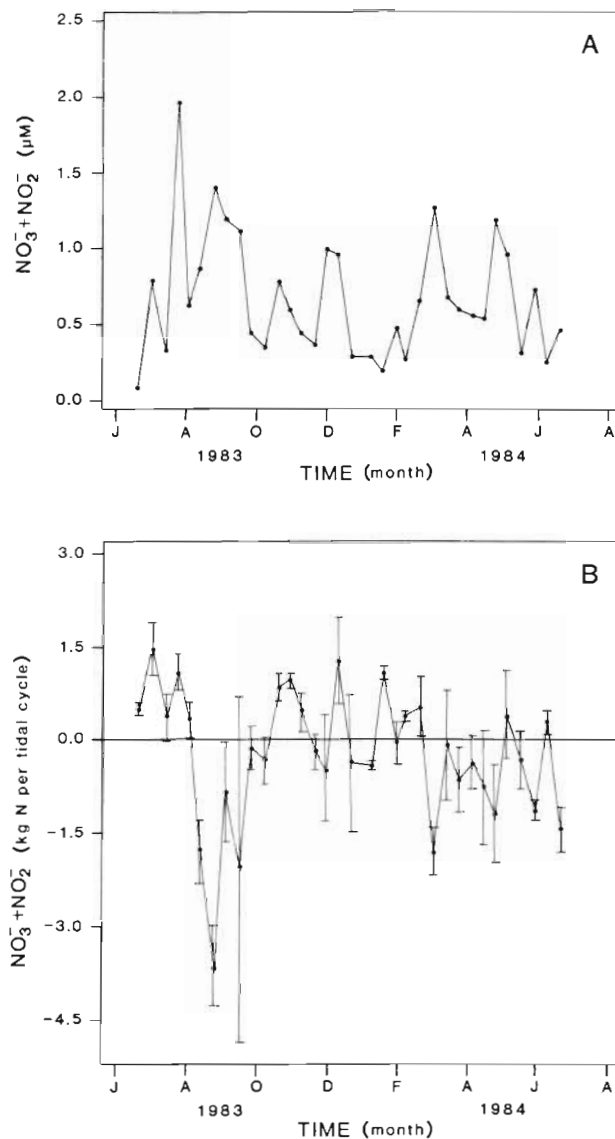 A
2.5
2.0
1.5
1.0
0.5
0.0
NO₃⁻+NO₂⁻ (µM)
J A O D F A J A
1983 1984
TIME (month)
B
3.0
1.5
0.0
-1.5
-3.0
-4.5
NO₃⁻+NO₂⁻ (kg N per tidal cycle)
J A O D F A J A
1983 1984
TIME (month)